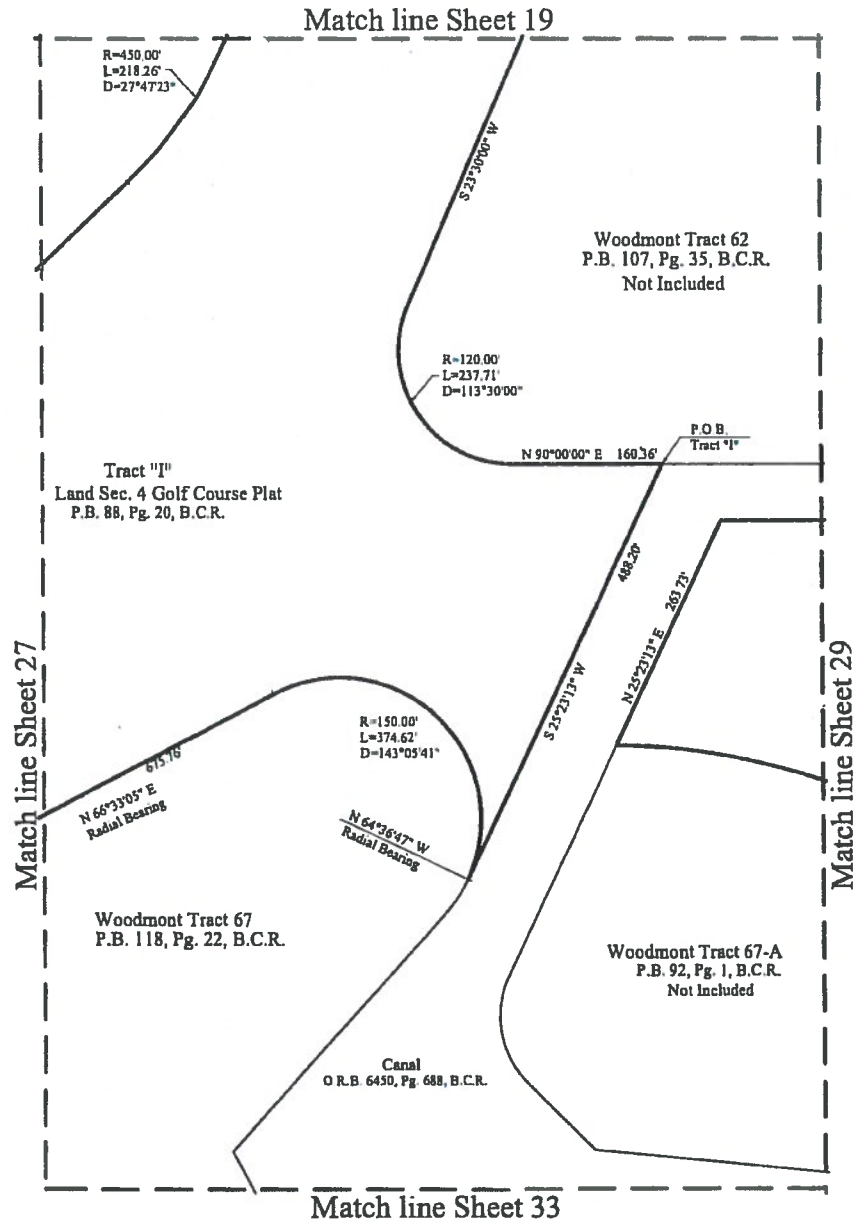 Match line Sheet 19
R=450.00'
L=218.26'
D=27°47'23"
S 23°30'00" W
Woodmont Tract 62
P.B. 107, Pg. 35, B.C.R.
Not Included
R=120.00'
L=237.71'
D=113°30'00"
P.O.B.
Tract "I"
N 90°00'00" E 160.36'
Tract "I"
Land Sec. 4 Golf Course Plat
P.B. 88, Pg. 20, B.C.R.
488.20'
S 25°23'13" W
263.73'
N 25°23'13" E
Match line Sheet 27
Match line Sheet 29
R=150.00'
L=374.62'
D=143°05'41"
615.76'
N 66°33'05" E
Radial Bearing
N 64°36'47" W
Radial Bearing
Woodmont Tract 67
P.B. 118, Pg. 22, B.C.R.
Woodmont Tract 67-A
P.B. 92, Pg. 1, B.C.R.
Not Included
Canal
O.R.B. 6450, Pg. 688, B.C.R.
Match line Sheet 33